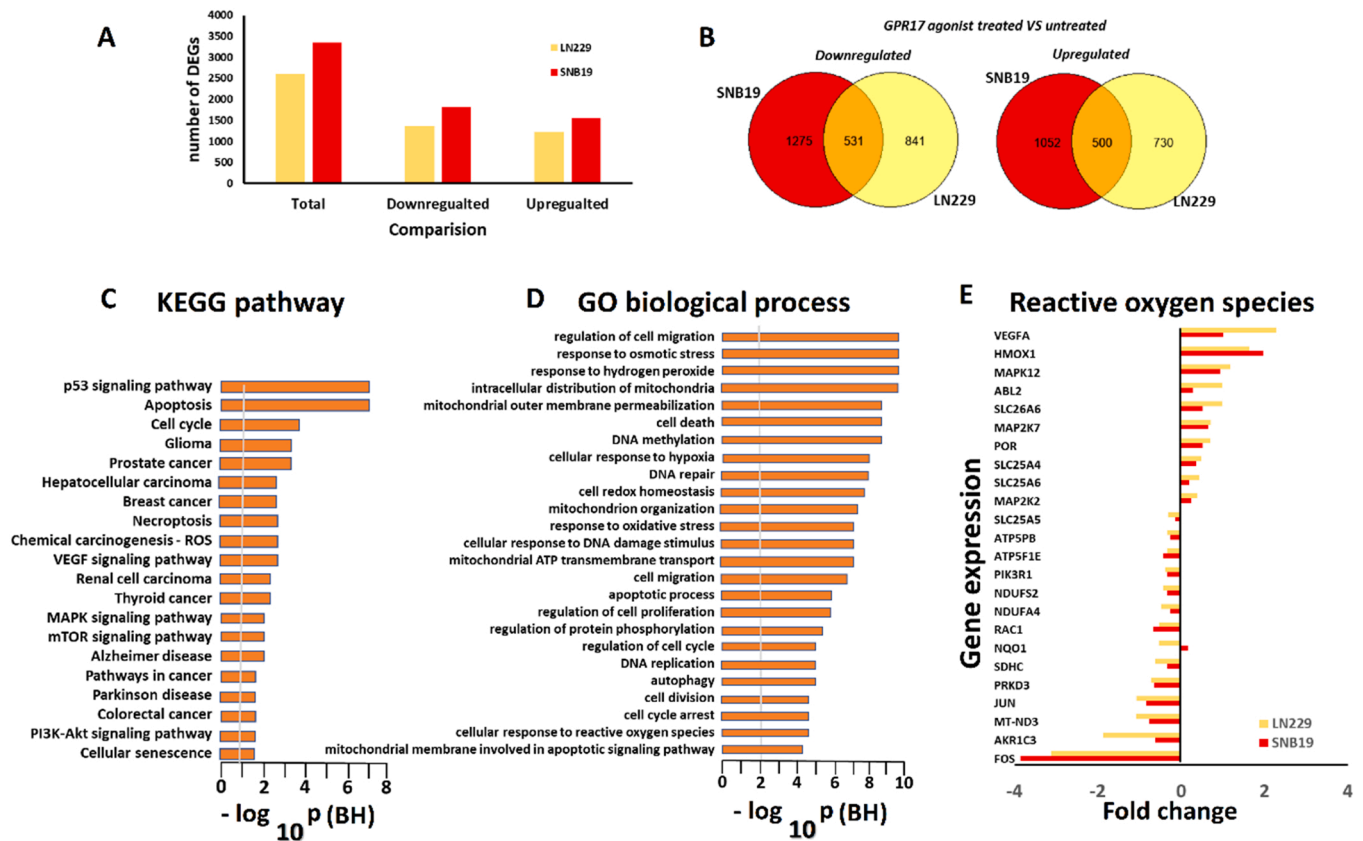 A
number of DEGs
4000
3500
3000
2500
2000
1500
1000
500
0
LN229
SNB19
Total
Downregualted
Upregualted
Comparision
B
GPR17 agonist treated VS untreated
Downregulated
Upregulated
SNB19
1275
531
841
LN229
SNB19
1052
500
730
LN229
C
KEGG pathway
p53 signaling pathway
Apoptosis
Cell cycle
Glioma
Prostate cancer
Hepatocellular carcinoma
Breast cancer
Necroptosis
Chemical carcinogenesis - ROS
VEGF signaling pathway
Renal cell carcinoma
Thyroid cancer
MAPK signaling pathway
mTOR signaling pathway
Alzheimer disease
Pathways in cancer
Parkinson disease
Colorectal cancer
PI3K-Akt signaling pathway
Cellular senescence
0 2 4 6 8
- log 10 p (BH)
D
GO biological process
regulation of cell migration
response to osmotic stress
response to hydrogen peroxide
intracellular distribution of mitochondria
mitochondrial outer membrane permeabilization
cell death
DNA methylation
cellular response to hypoxia
DNA repair
cell redox homeostasis
mitochondrion organization
response to oxidative stress
cellular response to DNA damage stimulus
mitochondrial ATP transmembrane transport
cell migration
apoptotic process
regulation of cell proliferation
regulation of protein phosphorylation
regulation of cell cycle
DNA replication
autophagy
cell division
cell cycle arrest
cellular response to reactive oxygen species
mitochondrial membrane involved in apoptotic signaling pathway
0 2 4 6 8 10
- log 10 p (BH)
E
Reactive oxygen species
Gene expression
VEGFA
HMOX1
MAPK12
ABL2
SLC26A6
MAP2K7
POR
SLC25A4
SLC25A6
MAP2K2
SLC25A5
ATP5PB
ATP5F1E
PIK3R1
NDUFS2
NDUFA4
RAC1
NQO1
SDHC
PRKD3
JUN
MT-ND3
AKR1C3
FOS
LN229
SNB19
-4 -2 0 2 4
Fold change